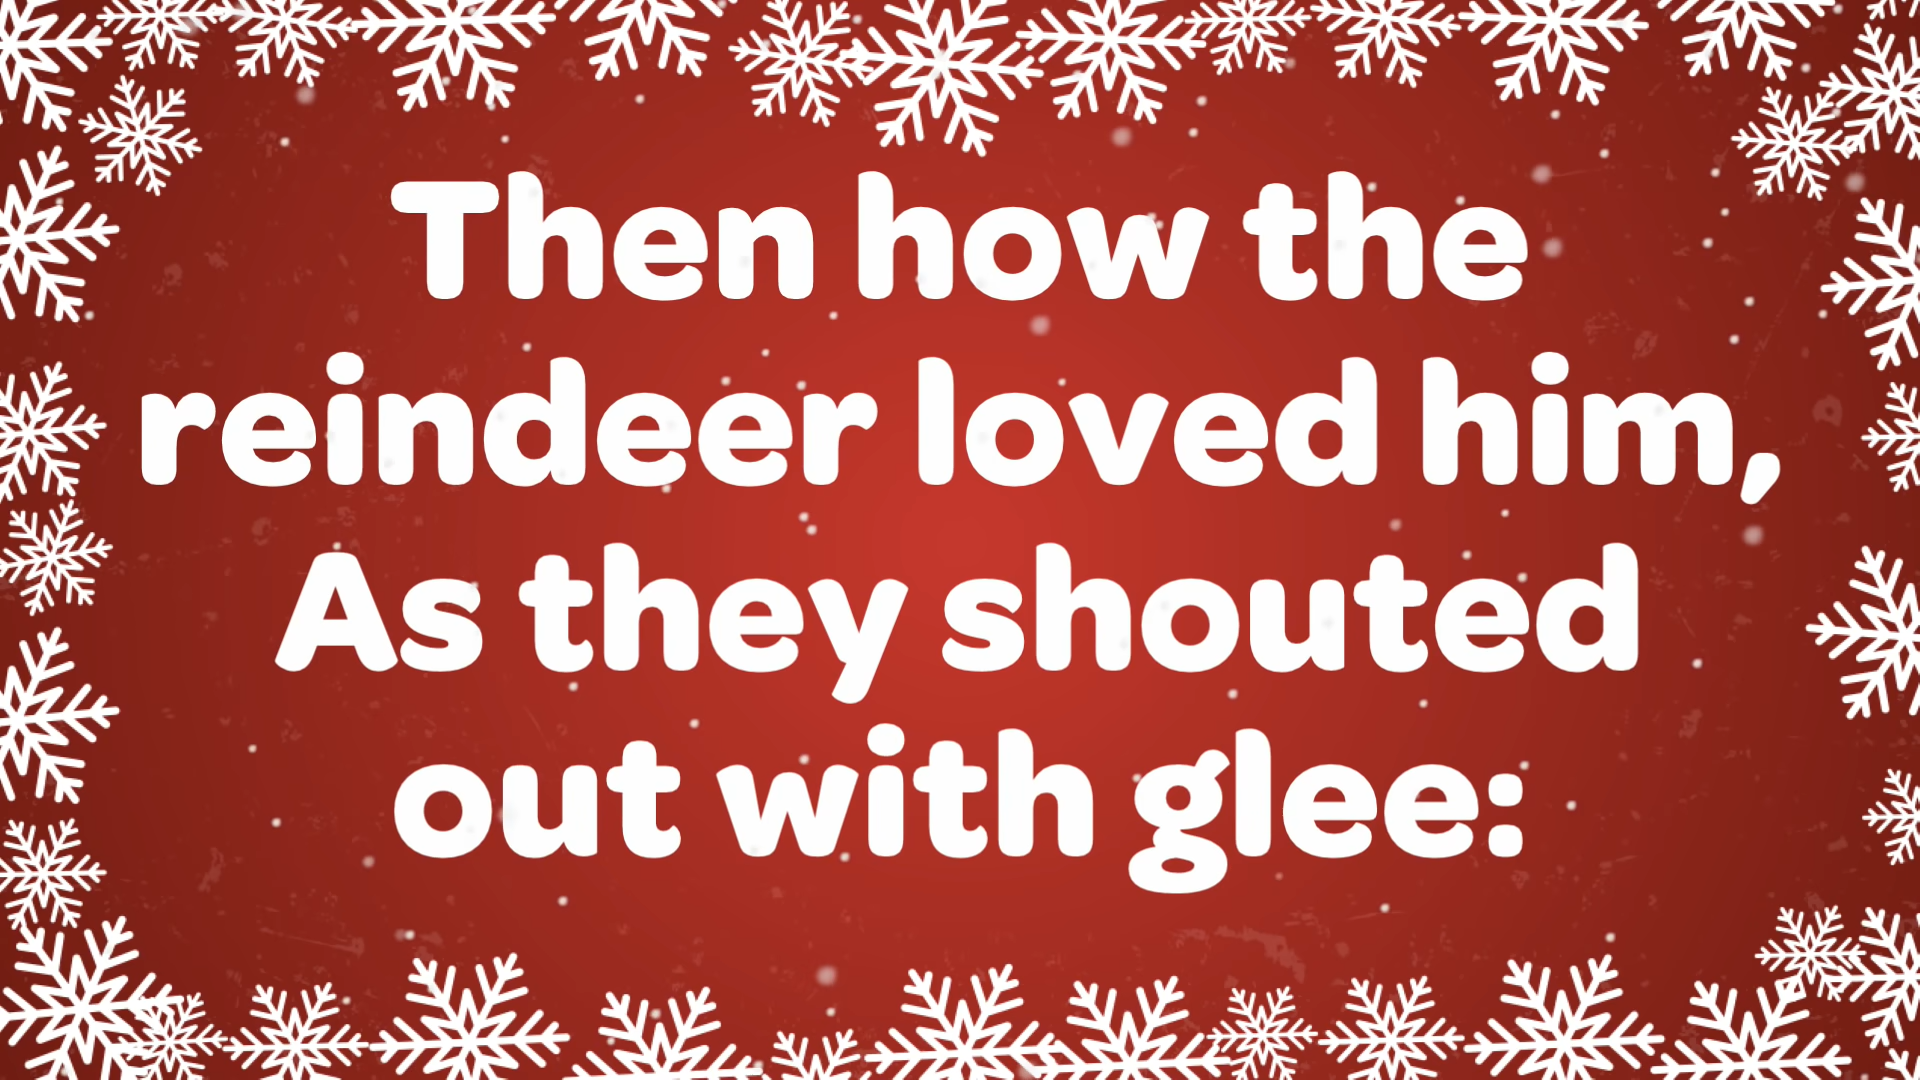 Then how the
reindeer loved him,
As they shouted
out with glee: